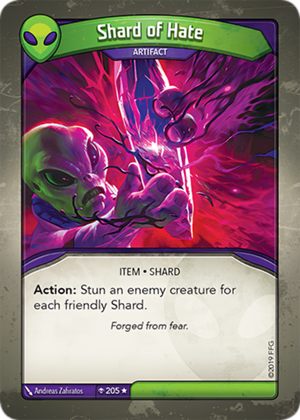 Shard of Hate
ARTIFACT
ITEM • SHARD
Action: Stun an enemy creature for
each friendly Shard.
Forged from fear.
Andreas Zafiratos
205
©2019 FFG